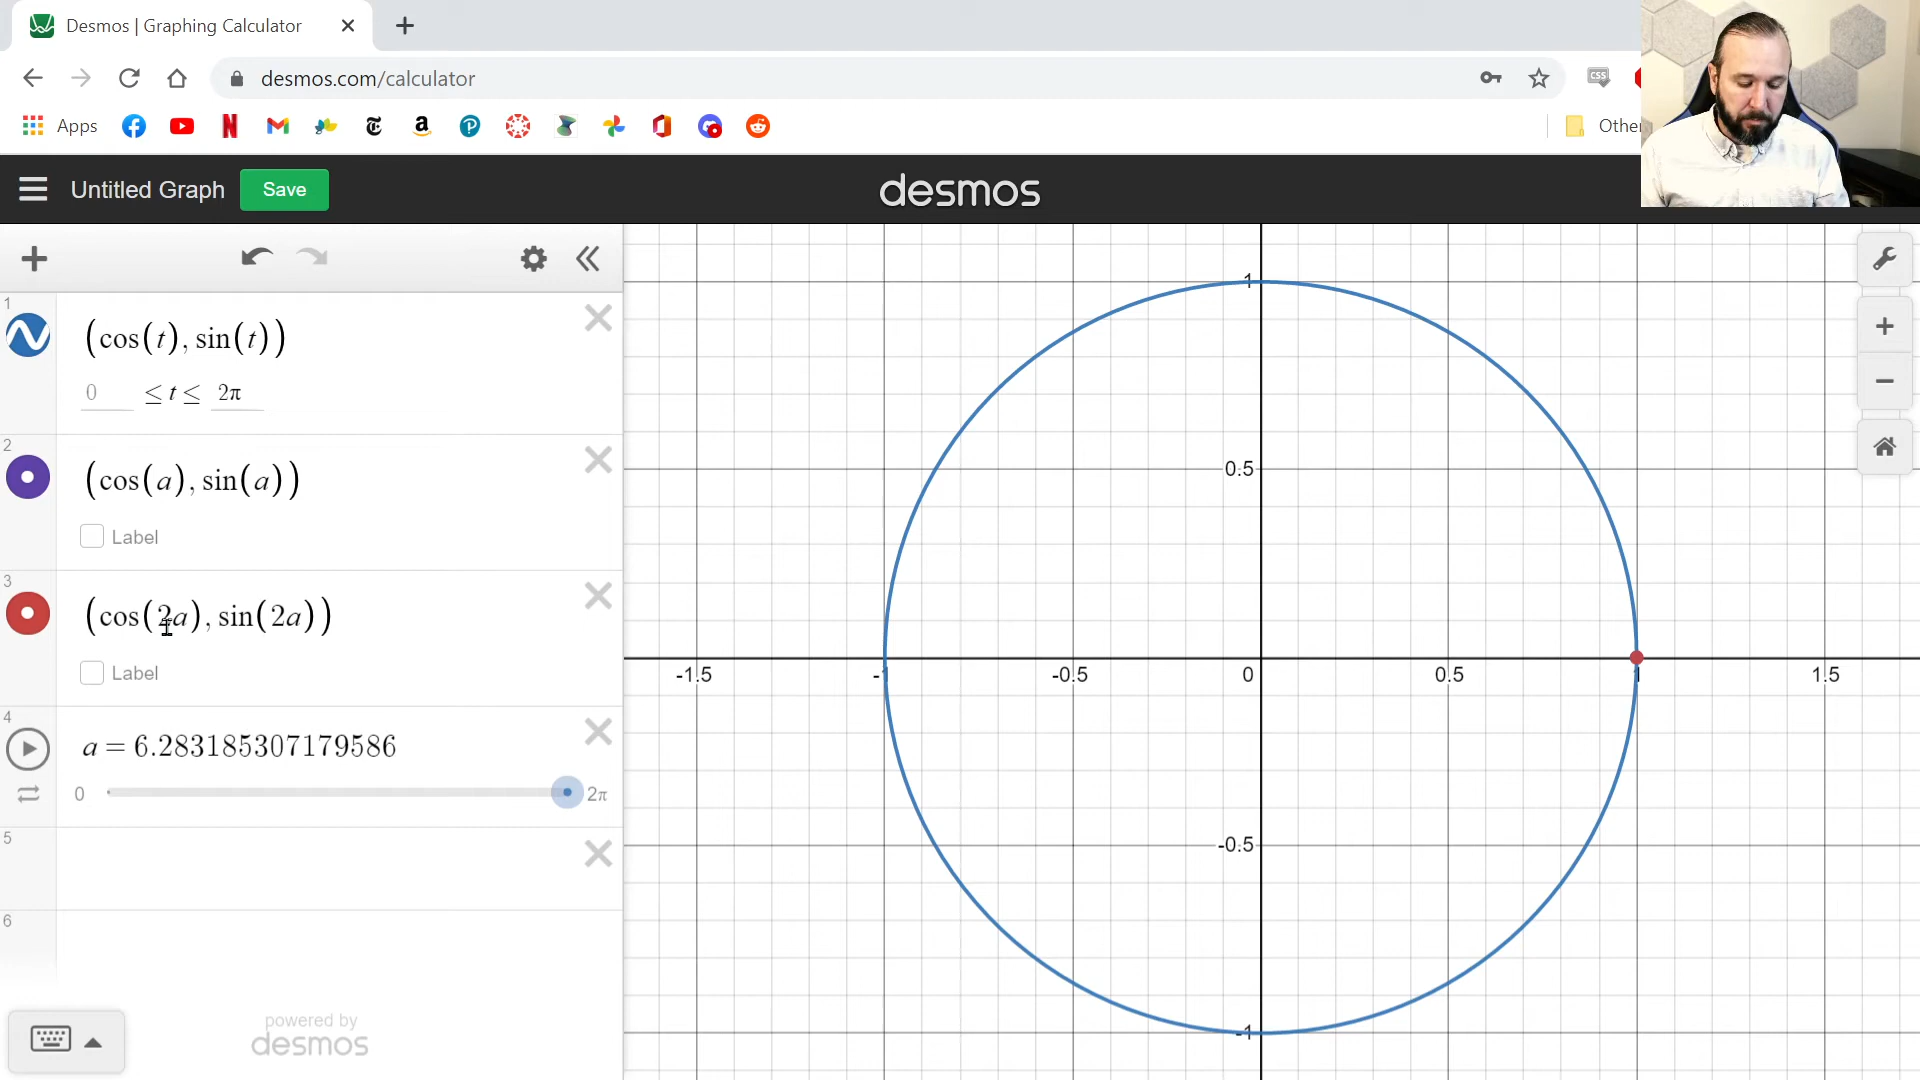 Desmos | Graphing Calculator
desmos.com/calculator
CSS
Apps
Other
Untitled Graph
Save
desmos
1
(cos(t), sin(t))
0 ≤ t ≤ 2π
2
(cos(a), sin(a))
Label
3
(cos(2a), sin(2a))
Label
4
a = 6.283185307179586
0
2π
5
6
powered by
desmos
1
0.5
-1.5
-1
-0.5
0
0.5
1
1.5
-0.5
-1